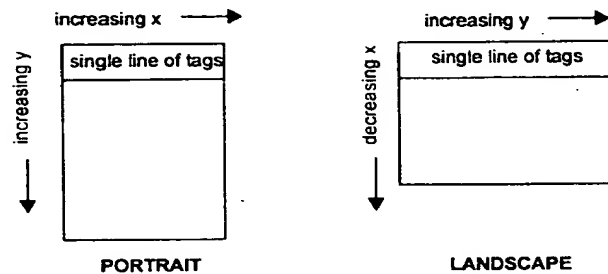 increasing x
increasing y
single line of tags
PORTRAIT
increasing y
decreasing x
single line of tags
LANDSCAPE